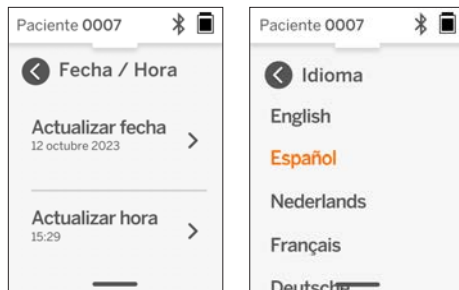 Paciente 0007
Fecha / Hora
Actualizar fecha
12 octubre 2023
Actualizar hora
15:29
Paciente 0007
Idioma
English
Español
Nederlands
Français
Deutsche